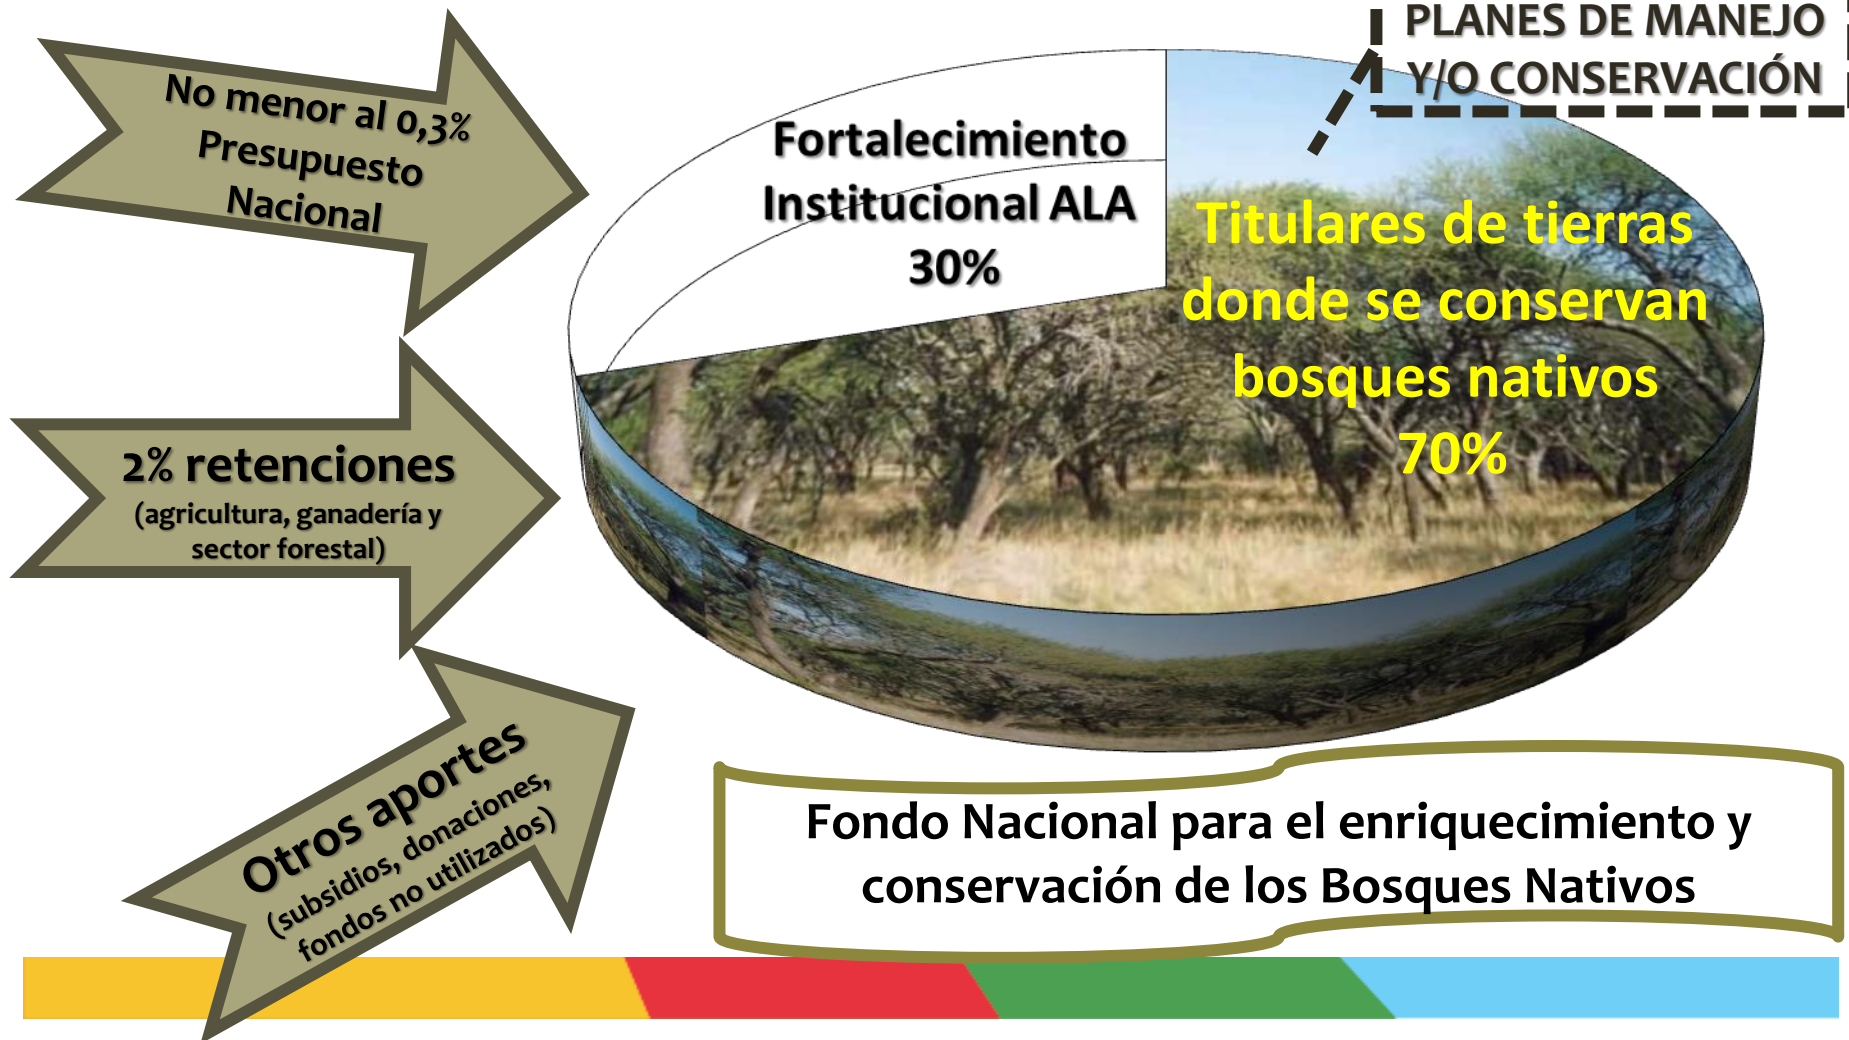 No menor al 0,3%
Presupuesto
Nacional
2% retenciones
(agricultura, ganadería y
sector forestal)
Otros aportes
(subsidios, donaciones,
fondos no utilizados)
PLANES DE MANEJO
Y/O CONSERVACIÓN
Fortalecimiento
Institucional ALA
30%
Titulares de tierras
donde se conservan
bosques nativos
70%
Fondo Nacional para el enriquecimiento y
conservación de los Bosques Nativos